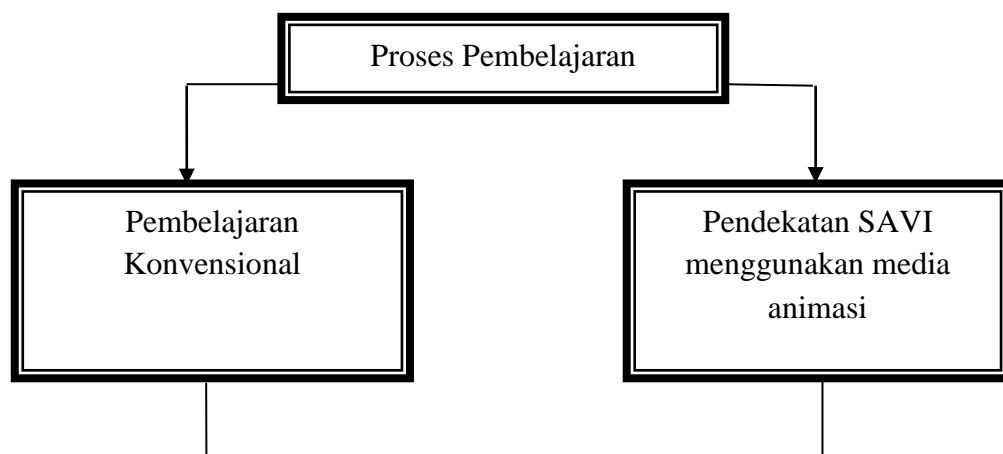 Proses Pembelajaran
Pembelajaran
Konvensional
Pendekatan SAVI
menggunakan media
animasi